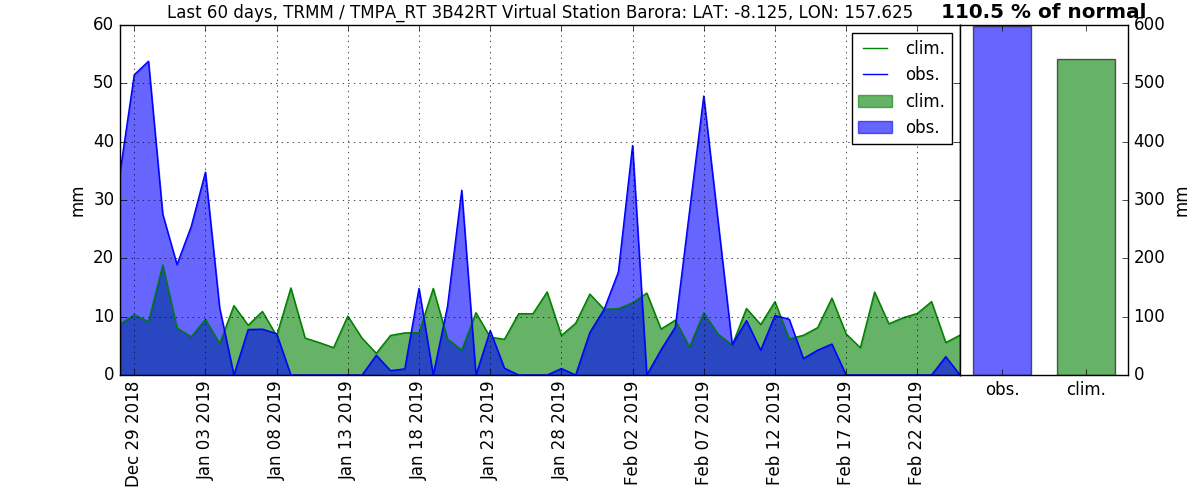 Last 60 days, TRMM / TMPA_RT 3B42RT Virtual Station Barora: LAT: -8.125, LON: 157.625
110.5 % of normal
clim.
obs.
clim.
obs.
60
50
40
30
20
10
0
mm
600
500
400
300
200
100
0
mm
Dec 29 2018
Jan 03 2019
Jan 08 2019
Jan 13 2019
Jan 18 2019
Jan 23 2019
Jan 28 2019
Feb 02 2019
Feb 07 2019
Feb 12 2019
Feb 17 2019
Feb 22 2019
obs.
clim.